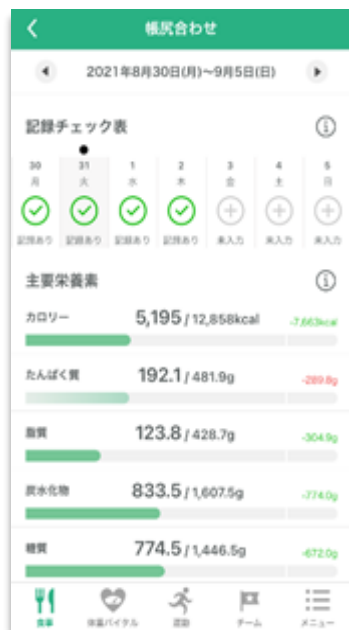 帳尻合わせ
2021年8月30日(月)〜9月5日(日)
記録チェック表
30 31 1 2 3 4 5
月 火 水 木 金 土 日
記録あり 記録あり 記録あり 記録あり 未入力 未入力 未入力
主要栄養素
カロリー 5,195 / 12,858kcal -7,663kcal
たんぱく質 192.1 / 481.9g -289.8g
脂質 123.8 / 428.7g -304.9g
炭水化物 833.5 / 1,607.5g -774.0g
糖質 774.5 / 1,446.5g -672.0g
食事 体重バイタル 運動 チーム メニュー